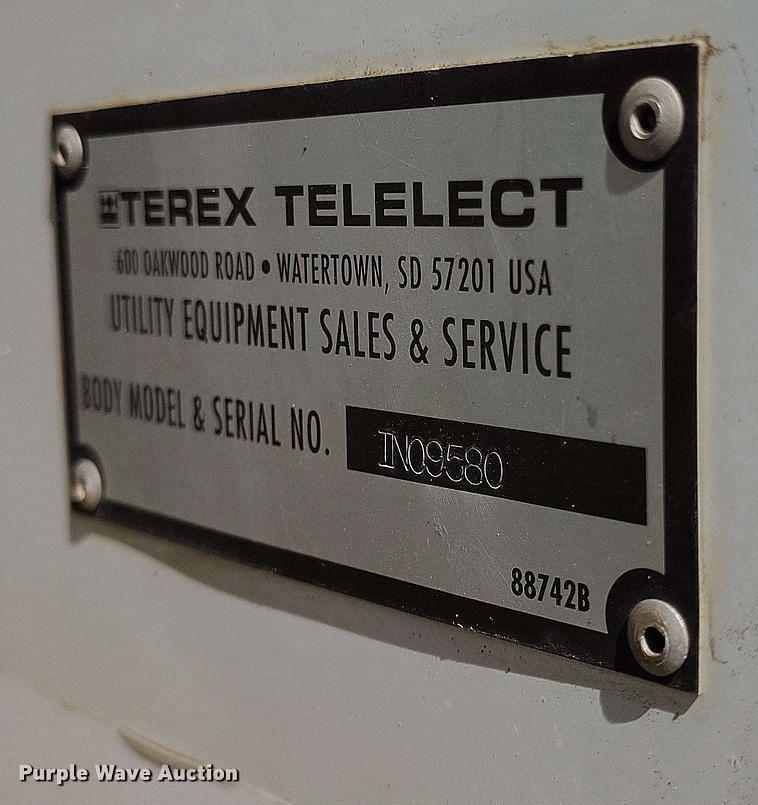 TEREX TELELECT
600 OAKWOOD ROAD • WATERTOWN, SD 57201 USA
UTILITY EQUIPMENT SALES & SERVICE
BODY MODEL & SERIAL NO. IN09580
88742B
Purple Wave Auction